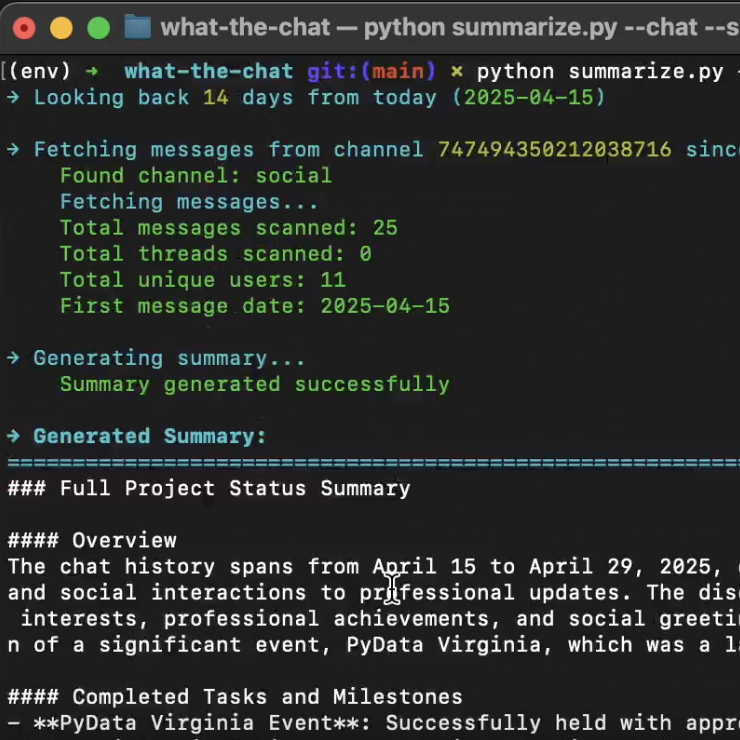 what-the-chat — python summarize.py --chat --s
[(env) ➜ what-the-chat git:(main) ✗ python summarize.py -
→ Looking back 14 days from today (2025-04-15)
→ Fetching messages from channel 747494350212038716 sinc
Found channel: social
Fetching messages...
Total messages scanned: 25
Total threads scanned: 0
Total unique users: 11
First message date: 2025-04-15
→ Generating summary...
Summary generated successfully
→ Generated Summary:
=========================================================
### Full Project Status Summary
#### Overview
The chat history spans from April 15 to April 29, 2025,
and social interactions to professional updates. The dis
interests, professional achievements, and social greeti
n of a significant event, PyData Virginia, which was a l
#### Completed Tasks and Milestones
- **PyData Virginia Event**: Successfully held with appr